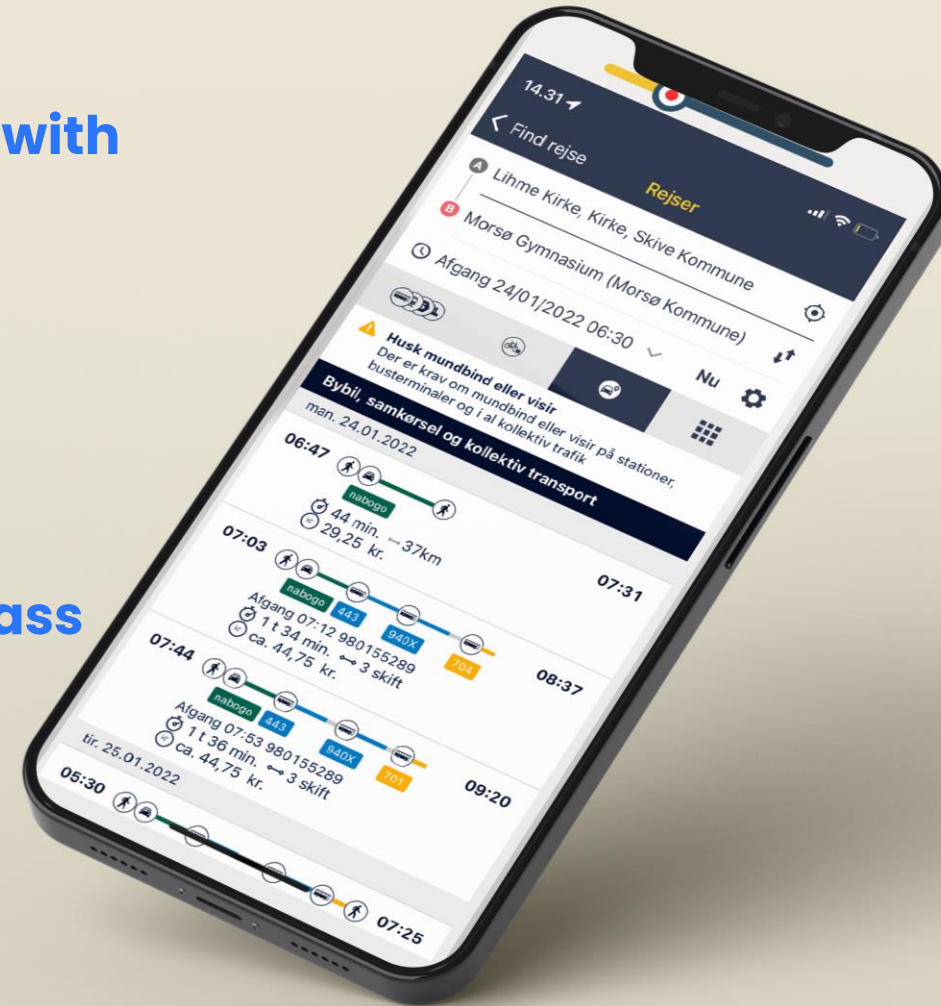 with
ass
14.31
Find rejse
Rejser
A Lihme Kirke, Kirke, Skive Kommune
B Morsø Gymnasium (Morsø Kommune)
Afgang 24/01/2022 06:30
Nu
Husk mundbind eller visir
Der er krav om mundbind eller visir på stationer,
busterminaler og i al kollektiv trafik
Bybil, samkørsel og kollektiv transport
man. 24.01.2022
06:47 07:31
nabogo
44 min. 37km
29,25 kr.
07:03 08:37
nabogo 443 940X 704
Afgang 07:12 980155289
1 t 34 min. 3 skift
ca. 44,75 kr.
07:44 09:20
nabogo 443 940X 701
Afgang 07:53 980155289
1 t 36 min. 3 skift
ca. 44,75 kr.
tir. 25.01.2022
05:30 07:25